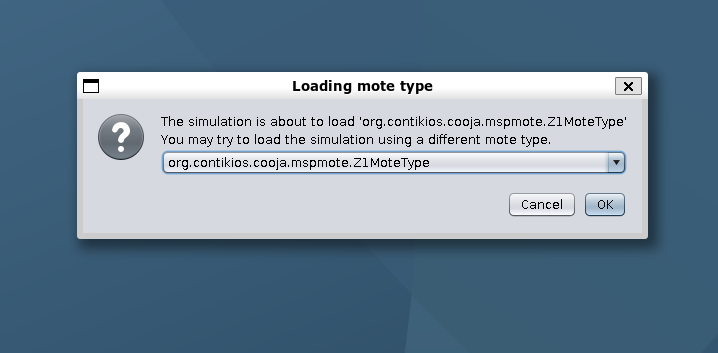 Loading mote type
The simulation is about to load 'org.contikios.cooja.mspmote.Z1MoteType'
You may try to load the simulation using a different mote type.
org.contikios.cooja.mspmote.Z1MoteType
Cancel OK